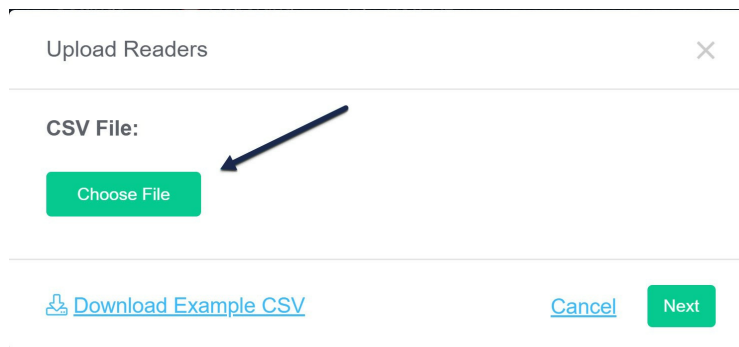 Upload Readers
CSV File:
Choose File
Download Example CSV
Cancel
Next